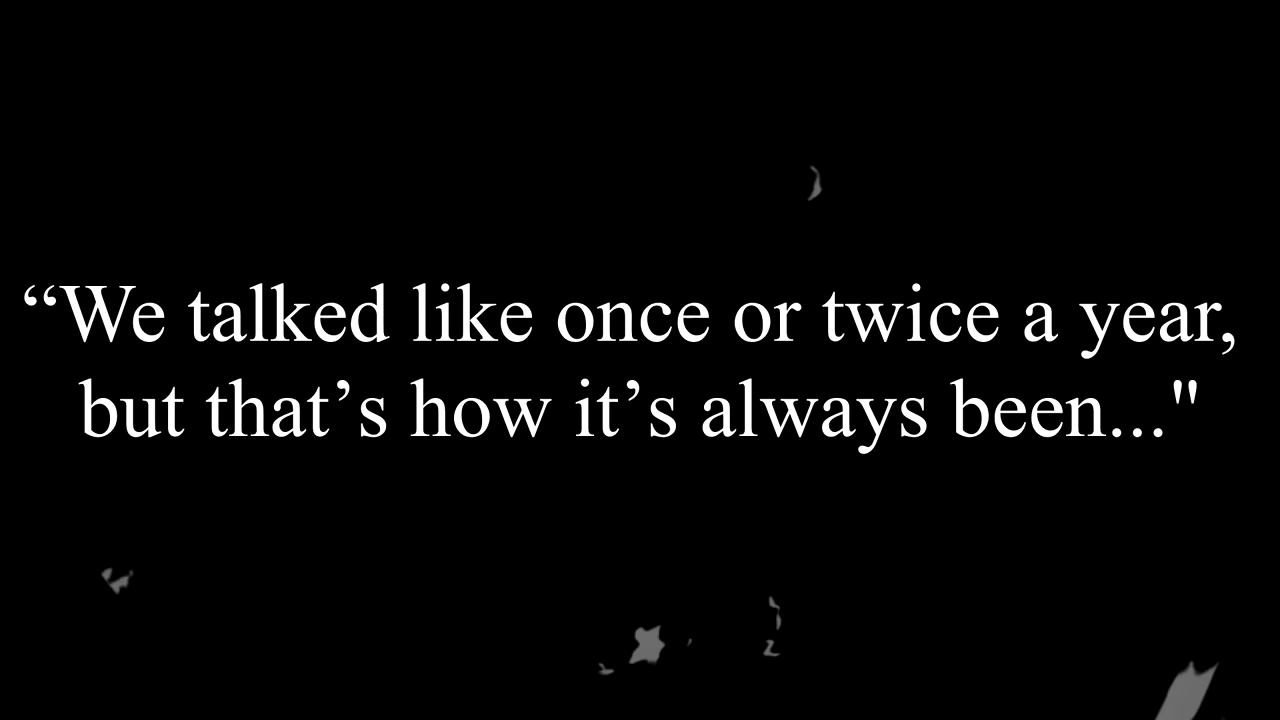 “We talked like once or twice a year,
but that’s how it’s always been..."